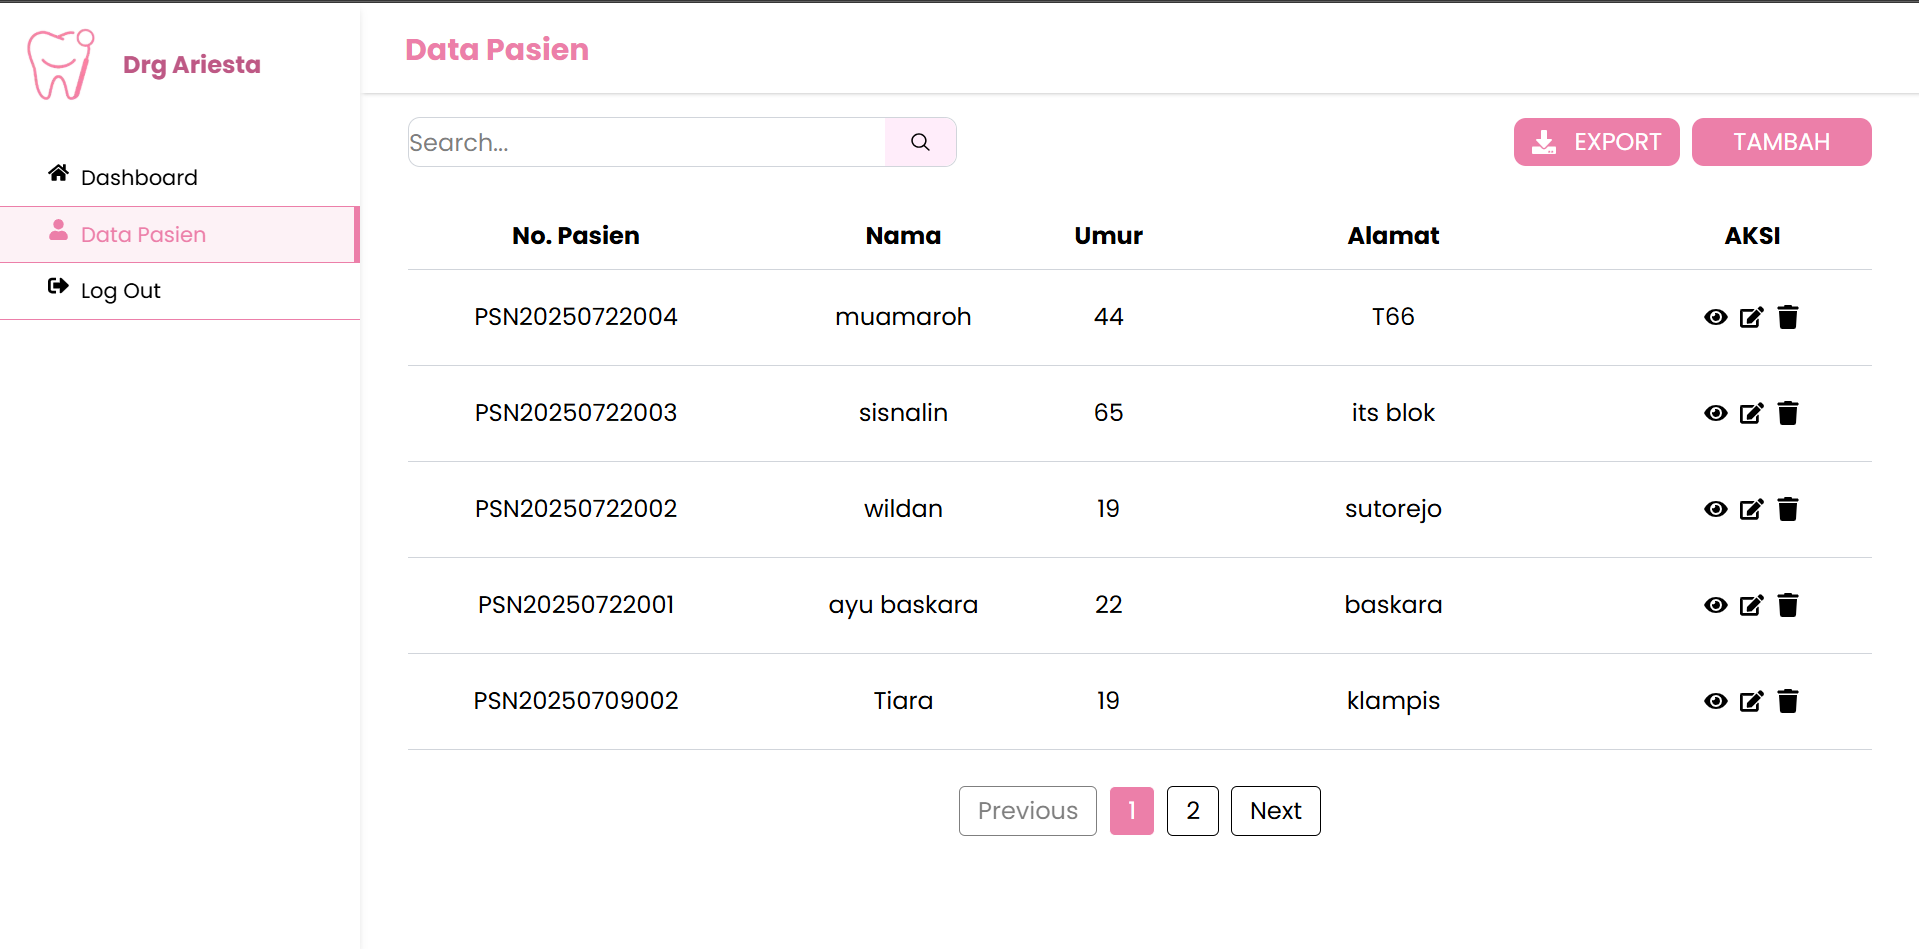 Drg Ariesta
Dashboard
Data Pasien
Log Out
Data Pasien
Search...
EXPORT
TAMBAH
No. Pasien Nama Umur Alamat AKSI
PSN20250722004 muamaroh 44 T66
PSN20250722003 sisnalin 65 its blok
PSN20250722002 wildan 19 sutorejo
PSN20250722001 ayu baskara 22 baskara
PSN20250709002 Tiara 19 klampis
Previous 1 2 Next